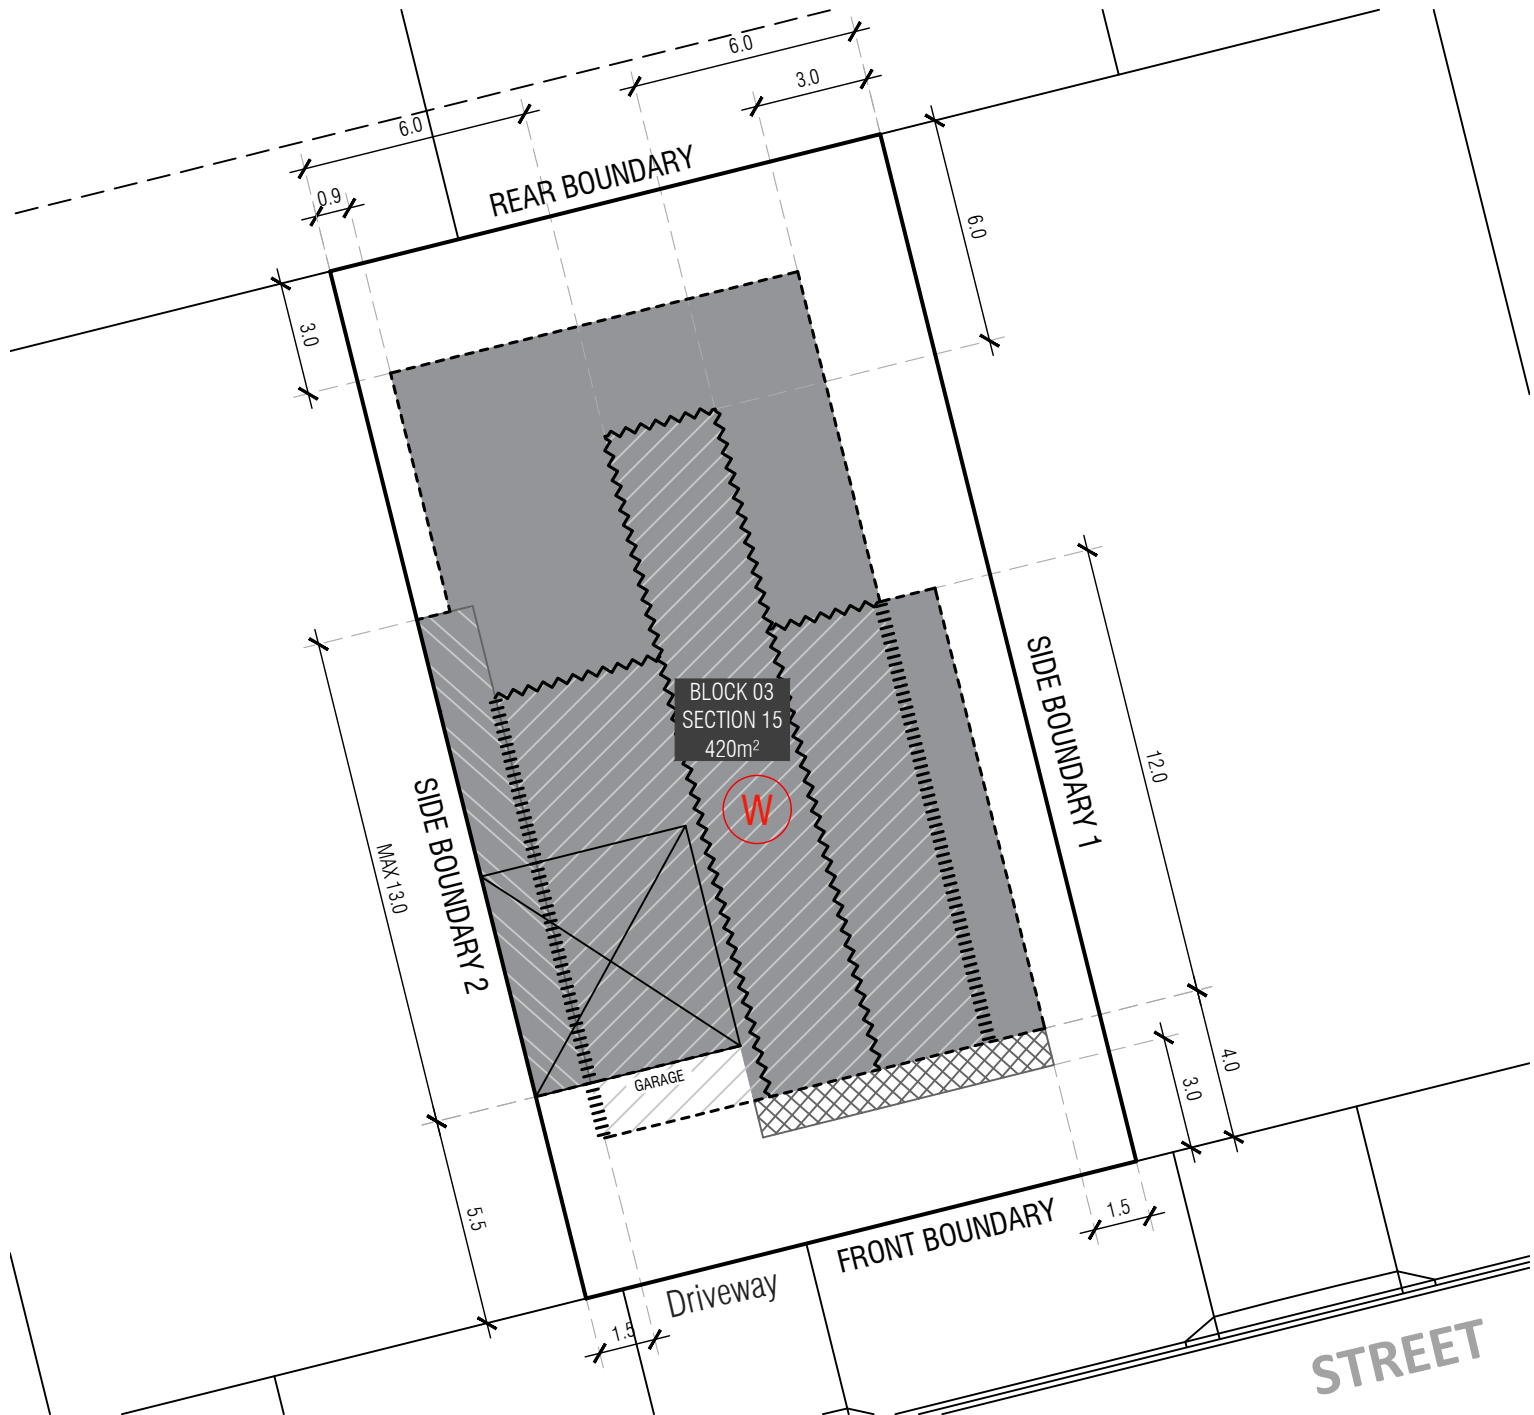 6.0
3.0
6.0
0.9
REAR BOUNDARY
6.0
3.0
BLOCK 03
SECTION 15
420m²
W
SIDE BOUNDARY 1
12.0
SIDE BOUNDARY 2
MAX 13.0
GARAGE
4.0
3.0
5.5
1.5
FRONT BOUNDARY
Driveway
1.5
STREET